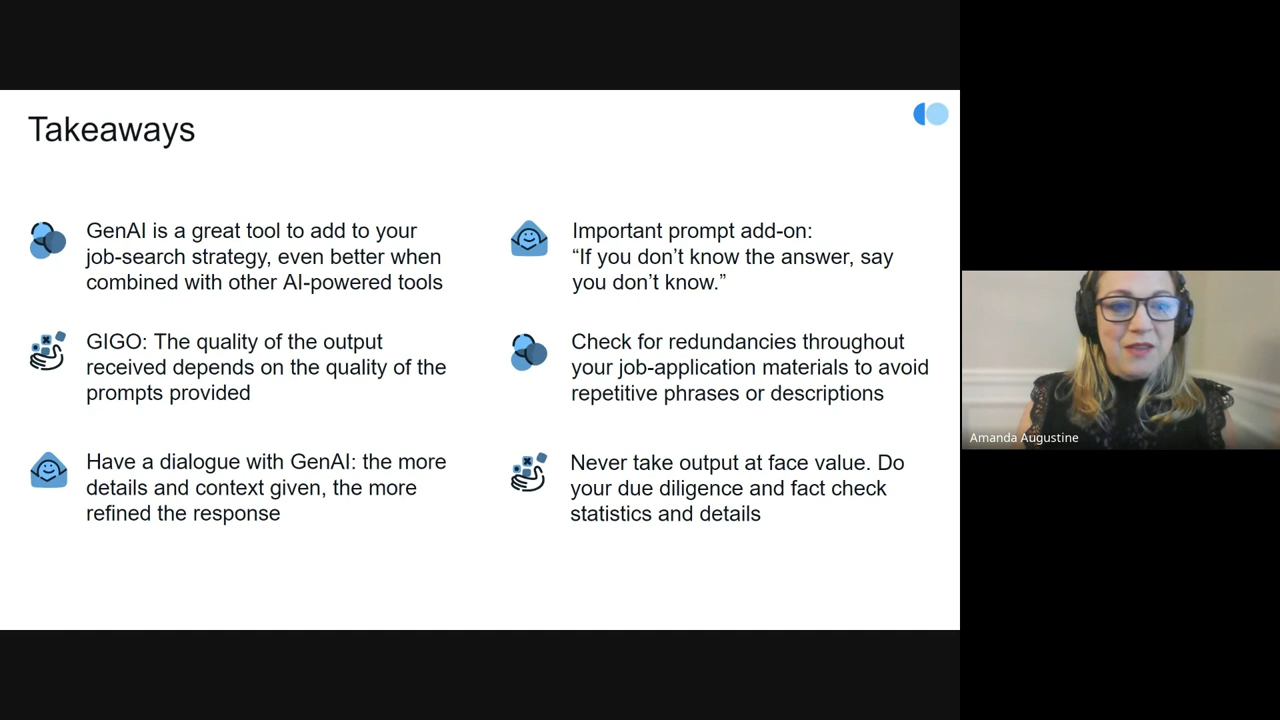 Takeaways
GenAI is a great tool to add to your
job-search strategy, even better when
combined with other AI-powered tools
GIGO: The quality of the output
received depends on the quality of the
prompts provided
Have a dialogue with GenAI: the more
details and context given, the more
refined the response
Important prompt add-on:
“If you don’t know the answer, say
you don’t know.”
Check for redundancies throughout
your job-application materials to avoid
repetitive phrases or descriptions
Never take output at face value. Do
your due diligence and fact check
statistics and details
Amanda Augustine